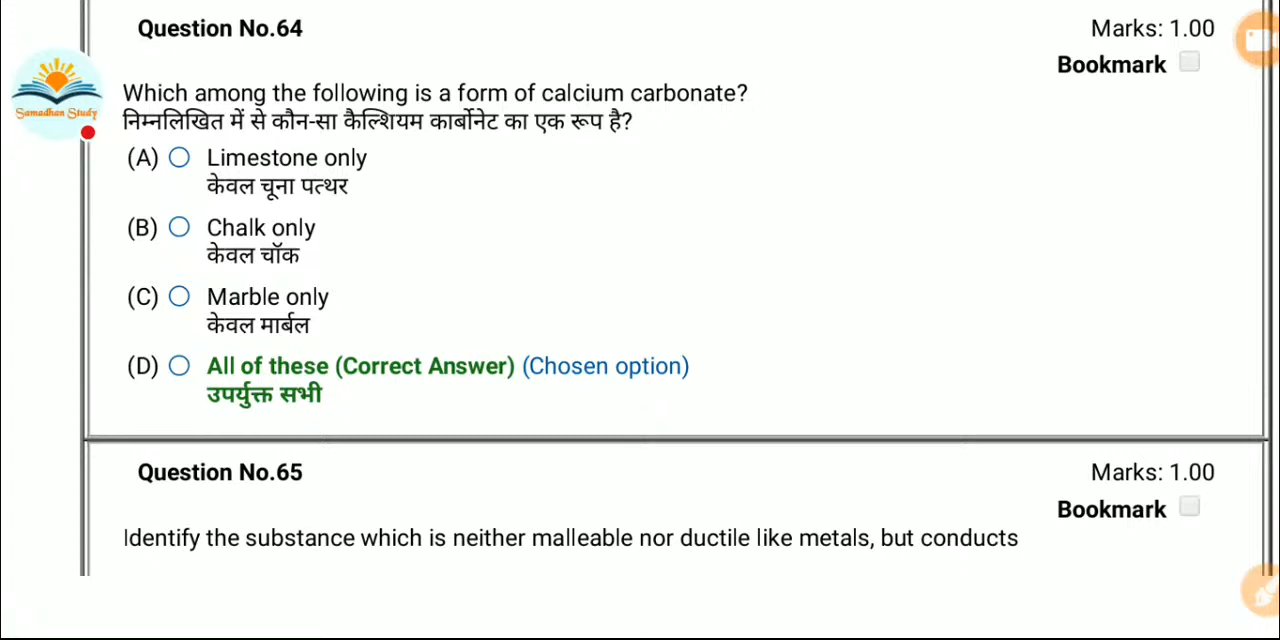 Question No.64
Marks: 1.00
Bookmark
Samadhan Study
Which among the following is a form of calcium carbonate?
निम्नलिखित में से कौन-सा कैल्शियम कार्बोनेट का एक रूप है?
(A) Limestone only
केवल चूना पत्थर
(B) Chalk only
केवल चॉक
(C) Marble only
केवल मार्बल
(D) All of these (Correct Answer) (Chosen option)
उपर्युक्त सभी
Question No.65
Marks: 1.00
Bookmark
Identify the substance which is neither malleable nor ductile like metals, but conducts